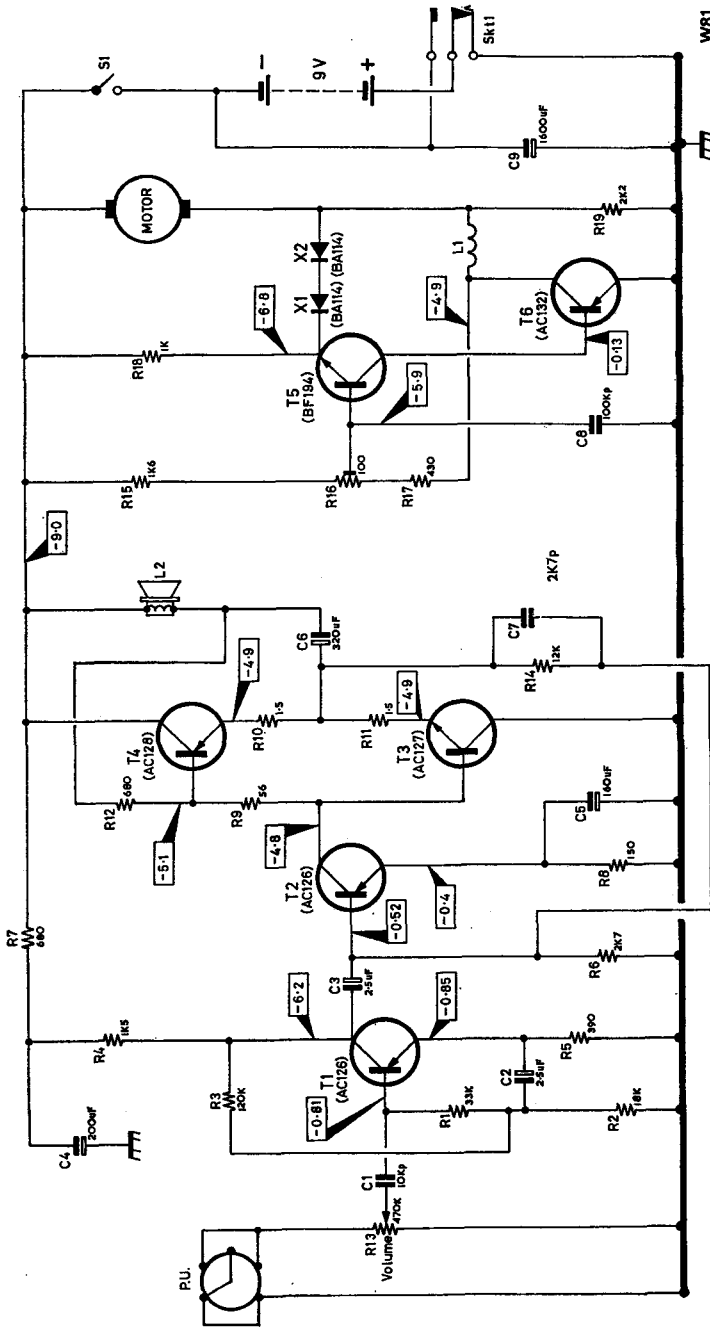 P.U.
R13
470K
Volume
C1
10Kp
C4
200uF
R7
680
R4
1K5
R3
120K
-6·2
T1
(AC126)
-0·81
-0·85
R1
33K
C2
2·5uF
R2
18K
R5
390
C3
2·5uF
-0·52
R6
2K7
T2
(AC126)
-4·8
-0·4
R8
150
C5
160uF
R12
680
-5·1
R9
56
T4
(AC128)
-4·9
R10
1·5
R11
1·5
-4·9
T3
(AC127)
L2
C6
320uF
C7
2K7p
R14
12K
-9·0
R15
1K6
R16
100
R17
430
R18
1K
-6·8
T5
(BF194)
-5·9
C8
100Kp
X1
(BA114)
X2
(BA114)
MOTOR
-4·9
L1
T6
(AC132)
-0·13
R19
2K2
S1
-
9V
+
C9
1600uF
Skt1
W81